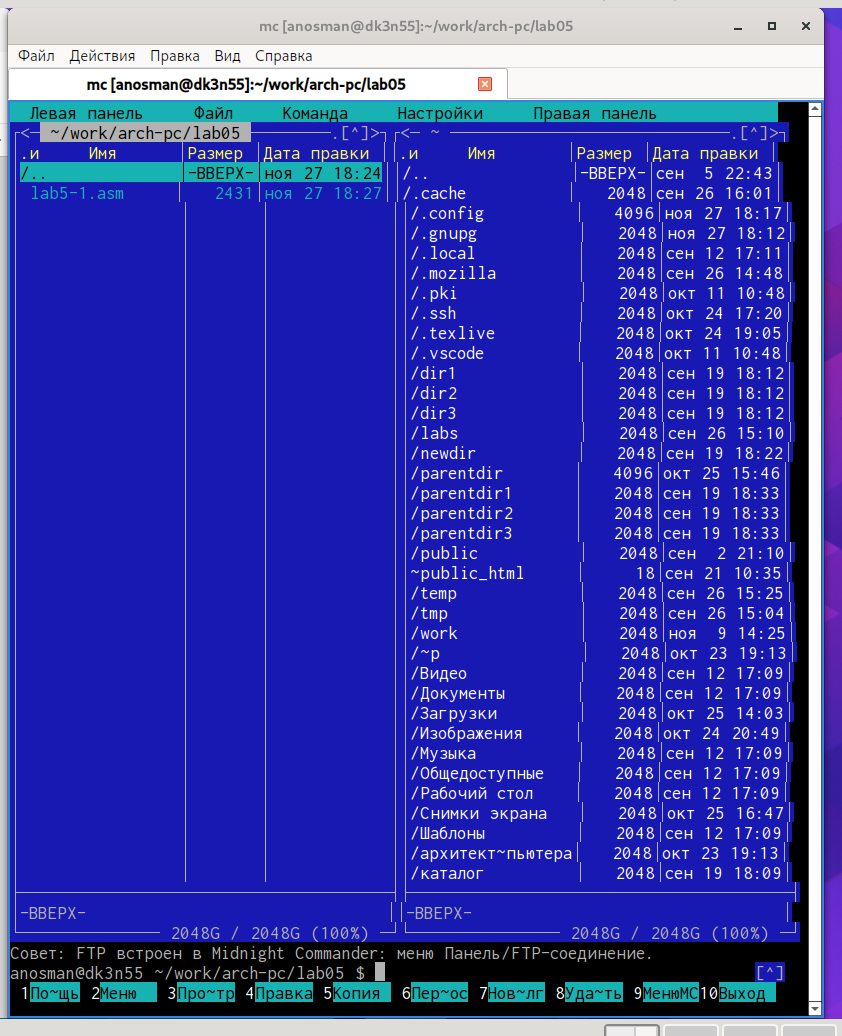 mc [anosman@dk3n55]:~/work/arch-pc/lab05
Файл Действия Правка Вид Справка
mc [anosman@dk3n55]:~/work/arch-pc/lab05
Левая панель Файл Команда Настройки Правая панель
<— ~/work/arch-pc/lab05 .[^]> <— ~ .[^]>
.и Имя Размер Дата правки .и Имя Размер Дата правки
/.. -ВВЕРХ- ноя 27 18:24 /.. -ВВЕРХ- сен 5 22:43
lab5-1.asm 2431 ноя 27 18:27 /.cache 2048 сен 26 16:01
/.config 4096 ноя 27 18:17
/.gnupg 2048 ноя 27 18:12
/.local 2048 сен 12 17:11
/.mozilla 2048 сен 26 14:48
/.pki 2048 окт 11 10:48
/.ssh 2048 окт 24 17:20
/.texlive 2048 окт 24 19:05
/.vscode 2048 окт 11 10:48
/dir1 2048 сен 19 18:12
/dir2 2048 сен 19 18:12
/dir3 2048 сен 19 18:12
/labs 2048 сен 26 15:10
/newdir 2048 сен 19 18:22
/parentdir 4096 окт 25 15:46
/parentdir1 2048 сен 19 18:33
/parentdir2 2048 сен 19 18:33
/parentdir3 2048 сен 19 18:33
/public 2048 сен 2 21:10
~public_html 18 сен 21 10:35
/temp 2048 сен 26 15:25
/tmp 2048 сен 26 15:04
/work 2048 ноя 9 14:25
/~p 2048 окт 23 19:13
/Видео 2048 сен 12 17:09
/Документы 2048 сен 12 17:09
/Загрузки 2048 окт 25 14:03
/Изображения 2048 окт 24 20:49
/Музыка 2048 сен 12 17:09
/Общедоступные 2048 сен 12 17:09
/Рабочий стол 2048 сен 12 17:09
/Снимки экрана 2048 окт 25 16:47
/Шаблоны 2048 сен 12 17:09
/архитект~пьютера 2048 окт 23 19:13
/каталог 2048 сен 19 18:09
-ВВЕРХ- -ВВЕРХ-
2048G / 2048G (100%) 2048G / 2048G (100%)
Совет: FTP встроен в Midnight Commander: меню Панель/FTP-соединение.
anosman@dk3n55 ~/work/arch-pc/lab05 $ [^]
1По~щь 2Меню 3Про~тр 4Правка 5Копия 6Пер~ос 7Нов~лг 8Уда~ть 9МенюМС 10Выход